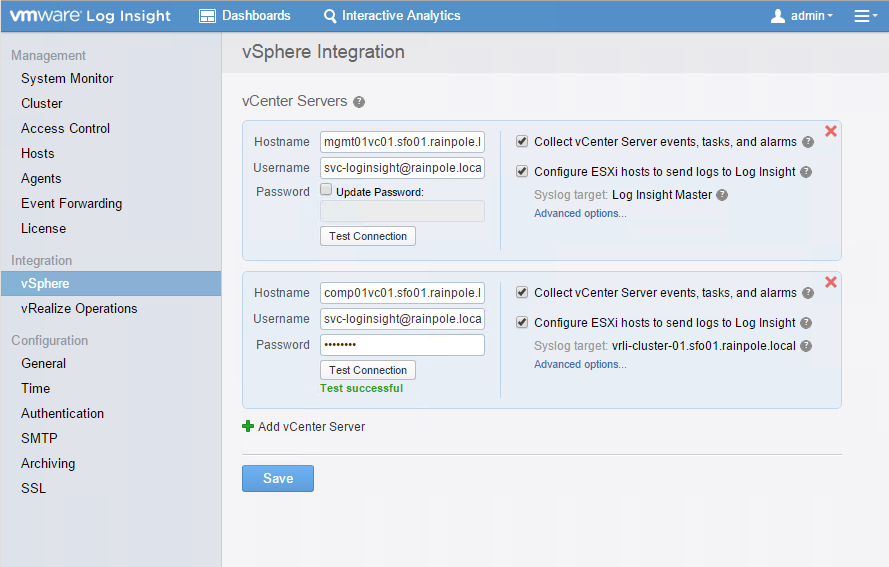 vmware Log Insight Dashboards Interactive Analytics admin
Management
System Monitor
Cluster
Access Control
Hosts
Agents
Event Forwarding
License
Integration
vSphere
vRealize Operations
Configuration
General
Time
Authentication
SMTP
Archiving
SSL
vSphere Integration
vCenter Servers ?
Hostname mgmt01vc01.sfo01.rainpole.l
Username svc-loginsight@rainpole.loca
Password Update Password:
Test Connection
Collect vCenter Server events, tasks, and alarms ?
Configure ESXi hosts to send logs to Log Insight ?
Syslog target: Log Insight Master ?
Advanced options...
Hostname comp01vc01.sfo01.rainpole.l
Username svc-loginsight@rainpole.loca
Password ••••••••
Test Connection
Test successful
Collect vCenter Server events, tasks, and alarms ?
Configure ESXi hosts to send logs to Log Insight ?
Syslog target: vrli-cluster-01.sfo01.rainpole.local ?
Advanced options...
Add vCenter Server
Save